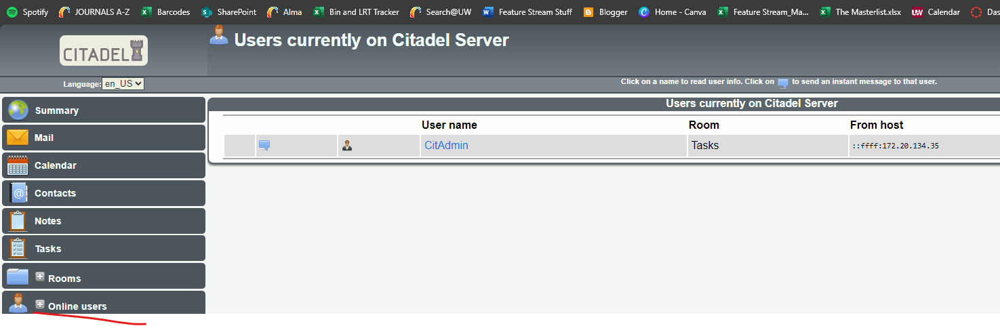 Spotify JOURNALS A-Z Barcodes SharePoint Alma Bin and LRT Tracker Search@UW Feature Stream Stuff Blogger Home - Canva Feature Stream_Ma... The Masterlist.xlsx Calendar Das
CITADEL
Users currently on Citadel Server
Language: en_US
Click on a name to read user info. Click on to send an instant message to that user.
Summary
Mail
Calendar
Contacts
Notes
Tasks
Rooms
Online users
Users currently on Citadel Server
User name Room From host
CitAdmin Tasks ::ffff:172.20.134.35